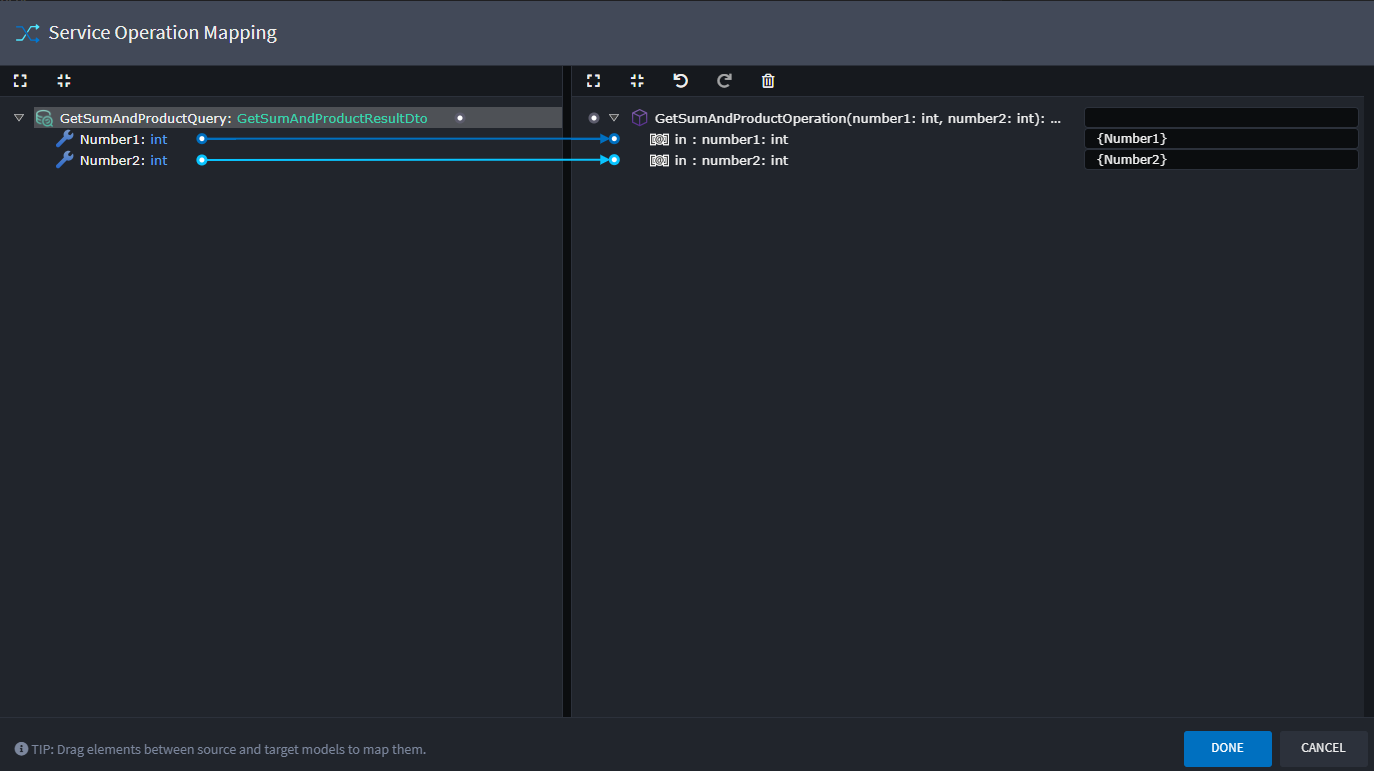 Service Operation Mapping
GetSumAndProductQuery: GetSumAndProductResultDto
Number1: int
Number2: int
GetSumAndProductOperation(number1: int, number2: int): ...
in : number1: int
{Number1}
in : number2: int
{Number2}
TIP: Drag elements between source and target models to map them.
DONE
CANCEL